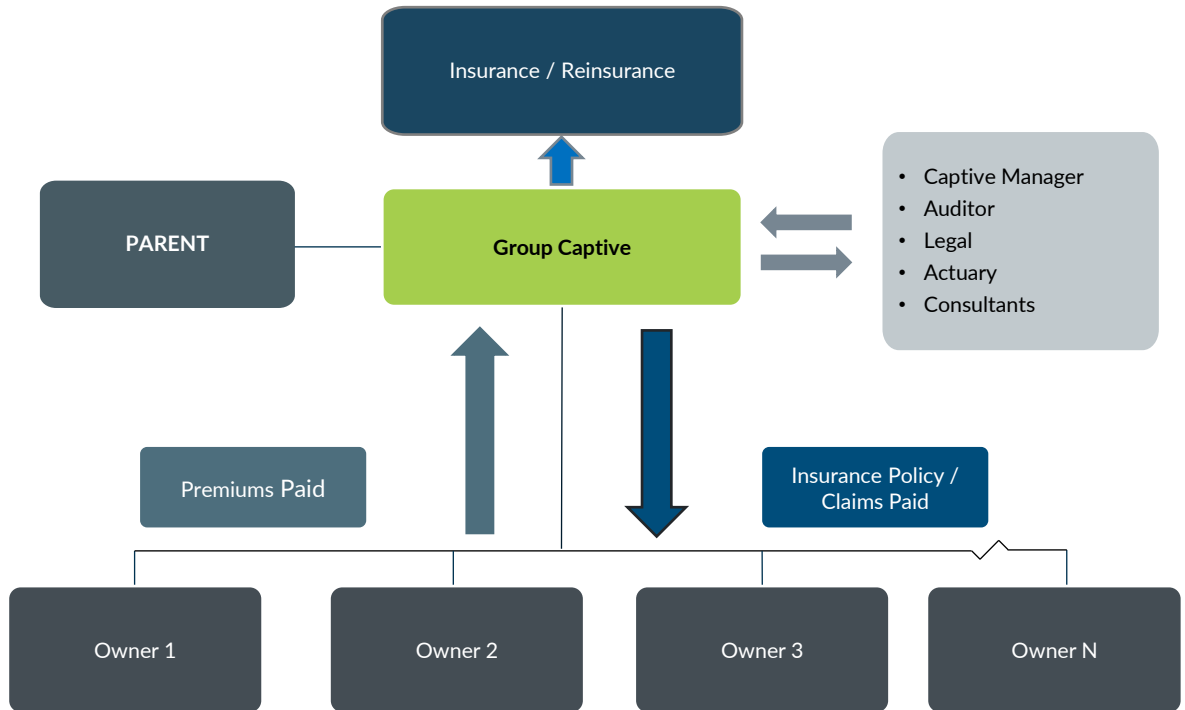 Insurance / Reinsurance
PARENT
Group Captive
• Captive Manager
• Auditor
• Legal
• Actuary
• Consultants
Premiums Paid
Insurance Policy /
Claims Paid
Owner 1
Owner 2
Owner 3
Owner N